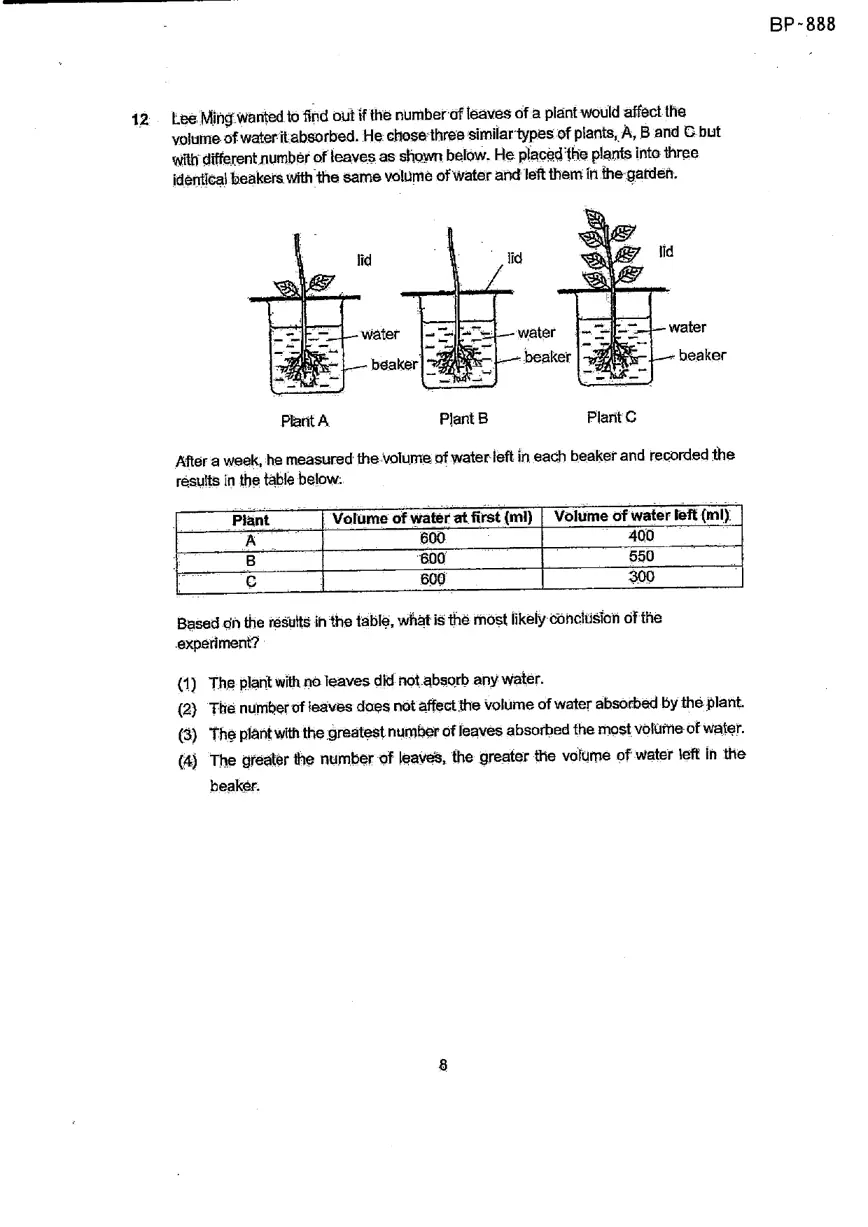 BP-888
12 Lee Ming wanted to find out if the number of leaves of a plant would affect the
volume of water it absorbed. He chose three similar types of plants, A, B and C but
with different number of leaves as shown below. He placed the plants into three
identical beakers with the same volume of water and left them in the garden.
lid lid lid
water water water
beaker beaker beaker
Plant A Plant B Plant C
After a week, he measured the volume of water left in each beaker and recorded the
results in the table below:
Plant Volume of water at first (ml) Volume of water left (ml)
A 600 400
B 600 550
C 600 300
Based on the results in the table, what is the most likely conclusion of the
experiment?
(1) The plant with no leaves did not absorb any water.
(2) The number of leaves does not affect the volume of water absorbed by the plant.
(3) The plant with the greatest number of leaves absorbed the most volume of water.
(4) The greater the number of leaves, the greater the volume of water left in the
beaker.
8